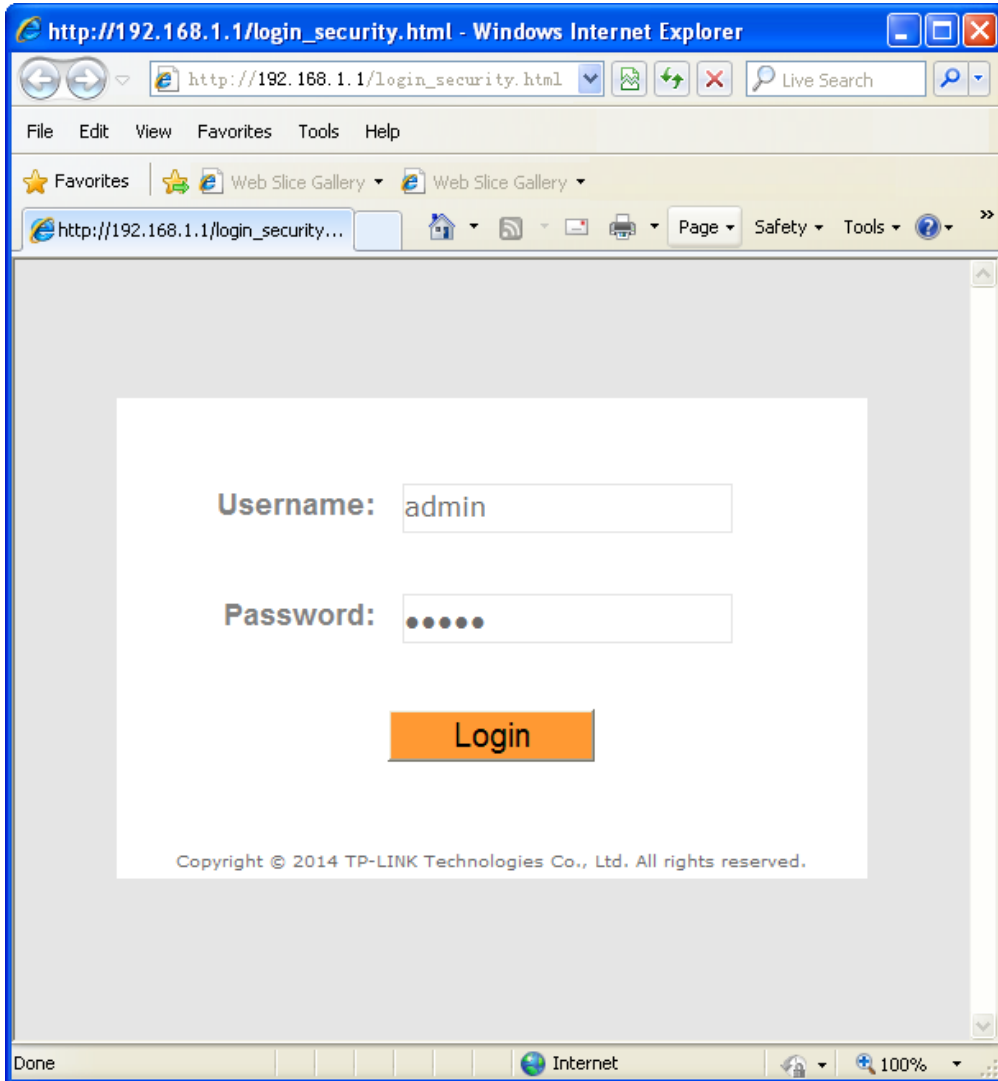 http://192.168.1.1/login_security.html - Windows Internet Explorer
http://192.168.1.1/login_security.html Live Search
File Edit View Favorites Tools Help
Favorites Web Slice Gallery Web Slice Gallery
http://192.168.1.1/login_security... Page Safety Tools »
Username: admin
Password: •••••
Login
Copyright © 2014 TP-LINK Technologies Co., Ltd. All rights reserved.
Done Internet 100%